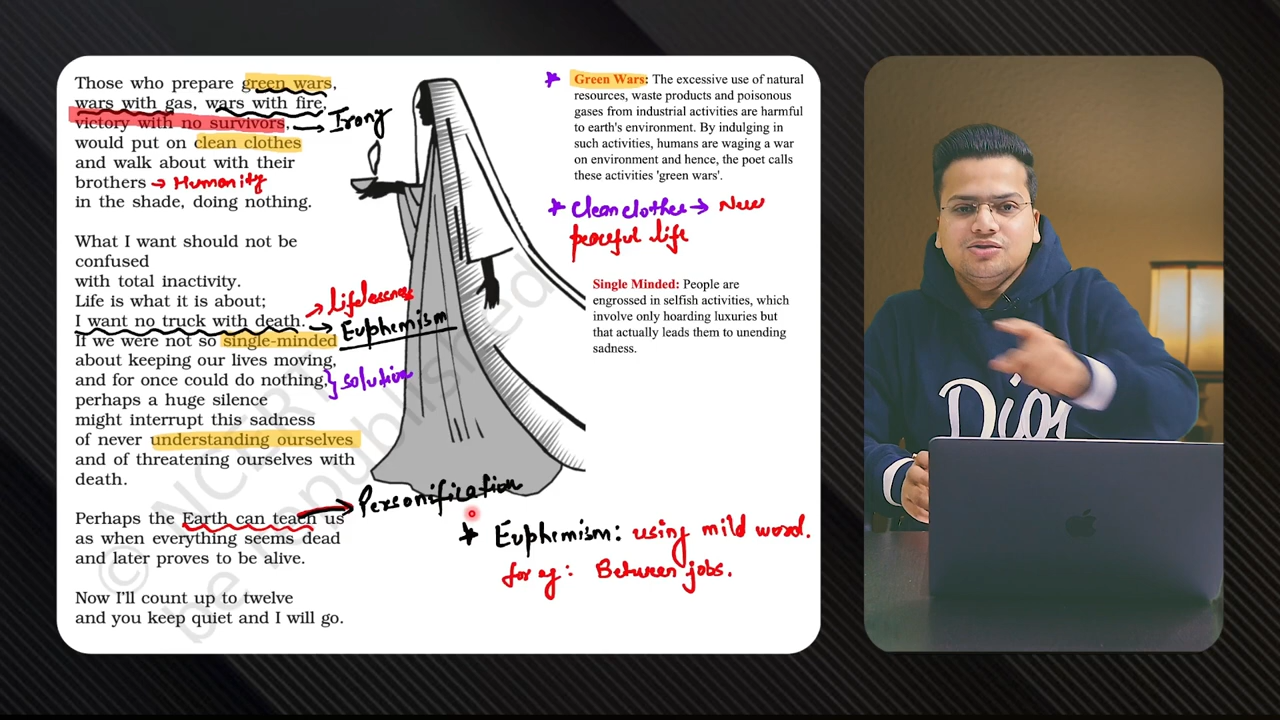 Those who prepare green wars,
wars with gas, wars with fire,
victory with no survivors, → Irony
would put on clean clothes
and walk about with their
brothers → Humanity
in the shade, doing nothing.
What I want should not be
confused
with total inactivity.
Life is what it is about; → lifelessness
I want no truck with death. → Euphemism
If we were not so single-minded
about keeping our lives moving,
and for once could do nothing, } solution
perhaps a huge silence
might interrupt this sadness
of never understanding ourselves
and of threatening ourselves with
death.
Perhaps the Earth can teach us → Personification
as when everything seems dead
and later proves to be alive.
Now I'll count up to twelve
and you keep quiet and I will go.
© NCERT
be republished
Green Wars: The excessive use of natural
resources, waste products and poisonous
gases from industrial activities are harmful
to earth's environment. By indulging in
such activities, humans are waging a war
on environment and hence, the poet calls
these activities 'green wars'.
Clean clothes → New
peaceful life
Single Minded: People are
engrossed in selfish activities, which
involve only hoarding luxuries but
that actually leads them to unending
sadness.
Euphemism: using mild word.
for eg: Between jobs.
Dior